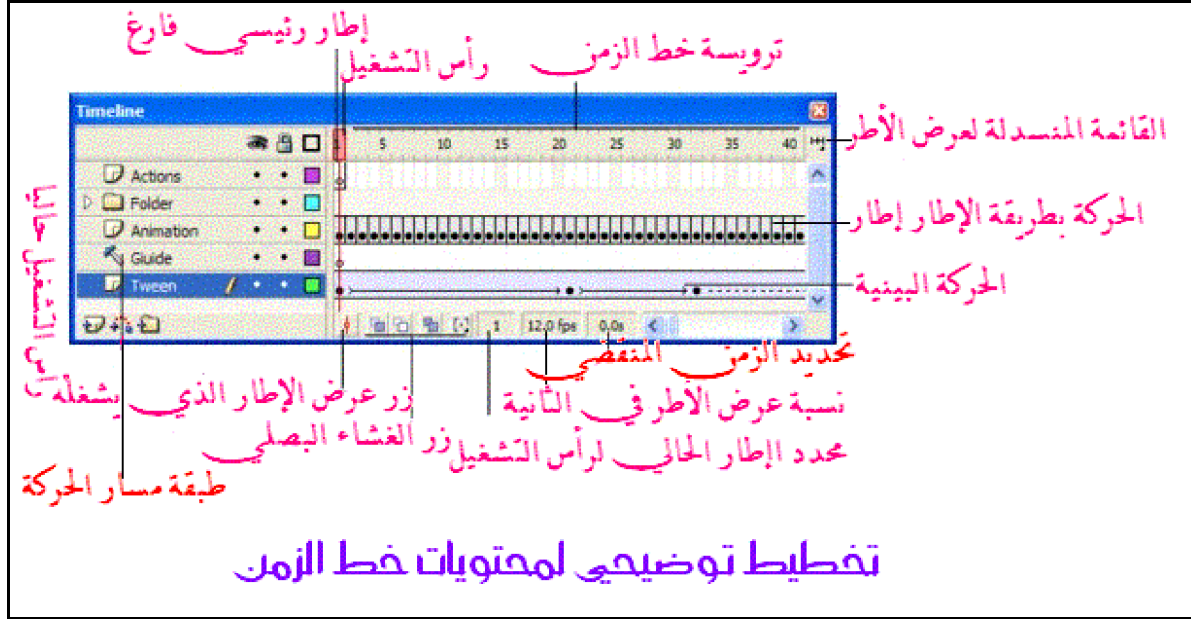 إطار رئيسي فارغ
رأس التشغيل
ترويسة خط الزمن
Timeline
القائمة المنسدلة لعرض الأطر
1 5 10 15 20 25 30 35 40
Actions
Folder
الحركة بطريقة الإطار إطار
Animation
Guide
Tween
الحركة البينية
1 12.0 fps 0.0s
تحديد الزمن المنقضي
زر عرض الإطار الذي يشغلة
رأس التشغيل حاليا
نسبة عرض الأطر في الثانية
زر الغشاء البصلي
محدد الإطار الحالي لرأس التشغيل
طبقة مسار الحركة
تخطيط توضيحي لمحتويات خط الزمن